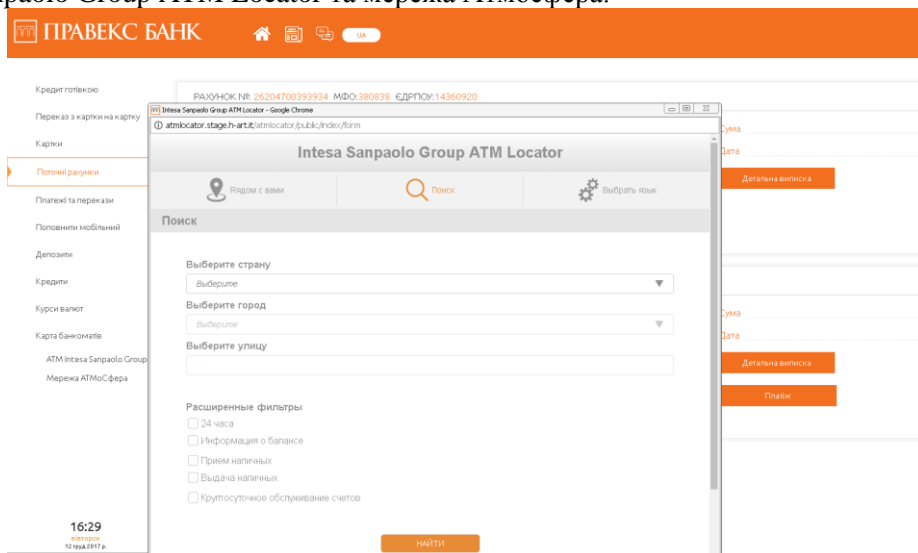 paolo Group ATM Locator та мережа Атмосфера.
ПРАВЕКС БАНК
UA
Кредит готівкою
Переказ з картки на картку
Картки
Поточні рахунки
Платежі та перекази
Поповнити мобільний
Депозити
Кредити
Курси валют
Карта банкоматів
ATM Intesa Sanpaolo Group
Мережа АТМоСфера
16:29
вівторок
12 груд 2017 р.
РАХУНОК №: 26204700393934 МФО:380838 ЄДРПОУ:14360920
Intesa Sanpaolo Group ATM Locator - Google Chrome
atmlocator.stage.h-art.it/atmlocator/public/index/form
Intesa Sanpaolo Group ATM Locator
Рядом с вами
Поиск
Выбрать язык
Поиск
Выберите страну
Выберите
Выберите город
Выберите
Выберите улицу
...
Расширенные фильтры
24 часа
Информация о балансе
Прием наличных
Выдача наличных
Круглосуточное обслуживание счетов
НАЙТИ
Сума
Дата
Детальна виписка
Сума
Дата
Детальна виписка
Платіж